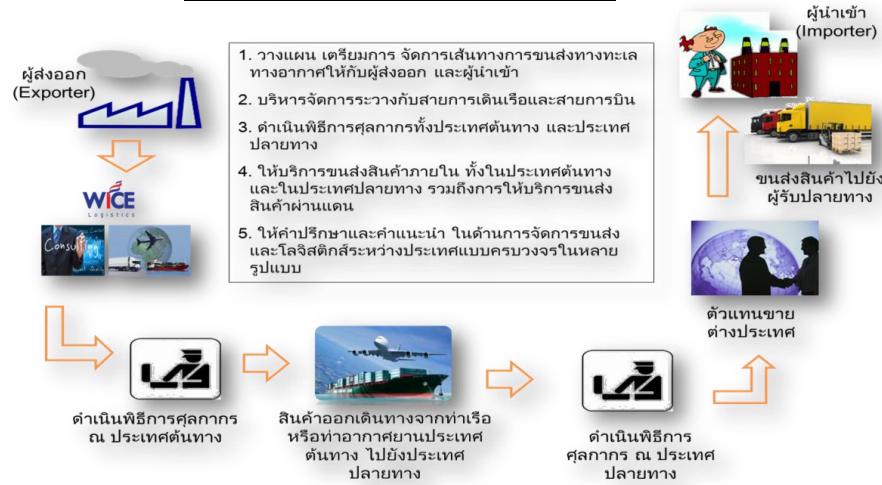 ผู้ส่งออก
(Exporter)
WICE
Logistics
Consulting
1. วางแผน เตรียมการ จัดการเส้นทางการขนส่งทางทะเล
ทางอากาศให้กับผู้ส่งออก และผู้นำเข้า
2. บริหารจัดการระวางกับสายการเดินเรือและสายการบิน
3. ดำเนินพิธีการศุลกากรทั้งประเทศต้นทาง และประเทศ
ปลายทาง
4. ให้บริการขนส่งสินค้าภายใน ทั้งในประเทศต้นทาง
และในประเทศปลายทาง รวมถึงการให้บริการขนส่ง
สินค้าผ่านแดน
5. ให้คำปรึกษาและคำแนะนำ ในด้านการจัดการขนส่ง
และโลจิสติกส์ระหว่างประเทศแบบครบวงจรในหลาย
รูปแบบ
ผู้นำเข้า
(Importer)
ขนส่งสินค้าไปยัง
ผู้รับปลายทาง
ตัวแทนขาย
ต่างประเทศ
ดำเนินพิธีการศุลกากร
ณ ประเทศต้นทาง
สินค้าออกเดินทางจากท่าเรือ
หรือท่าอากาศยานประเทศ
ต้นทาง ไปยังประเทศ
ปลายทาง
ดำเนินพิธีการ
ศุลกากร ณ ประเทศ
ปลายทาง